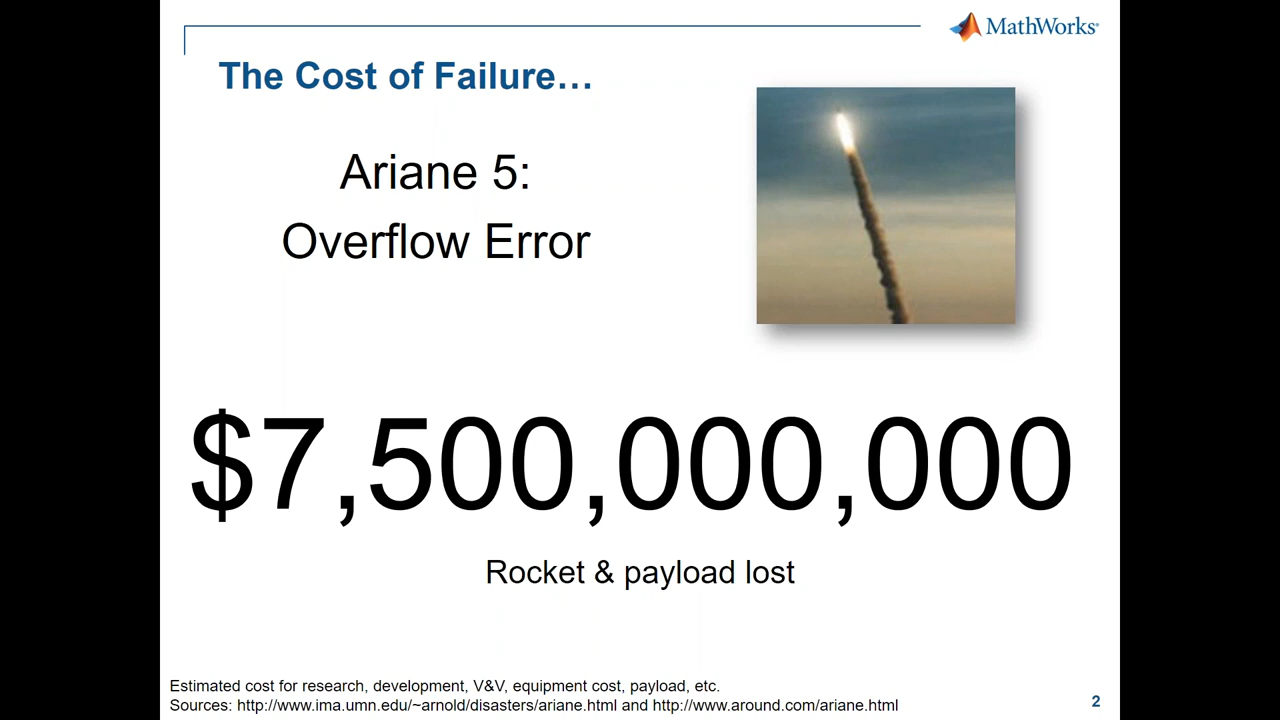 MathWorks®
The Cost of Failure…
Ariane 5:
Overflow Error
$7,500,000,000
Rocket & payload lost
Estimated cost for research, development, V&V, equipment cost, payload, etc.
Sources: http://www.ima.umn.edu/~arnold/disasters/ariane.html and http://www.around.com/ariane.html
2